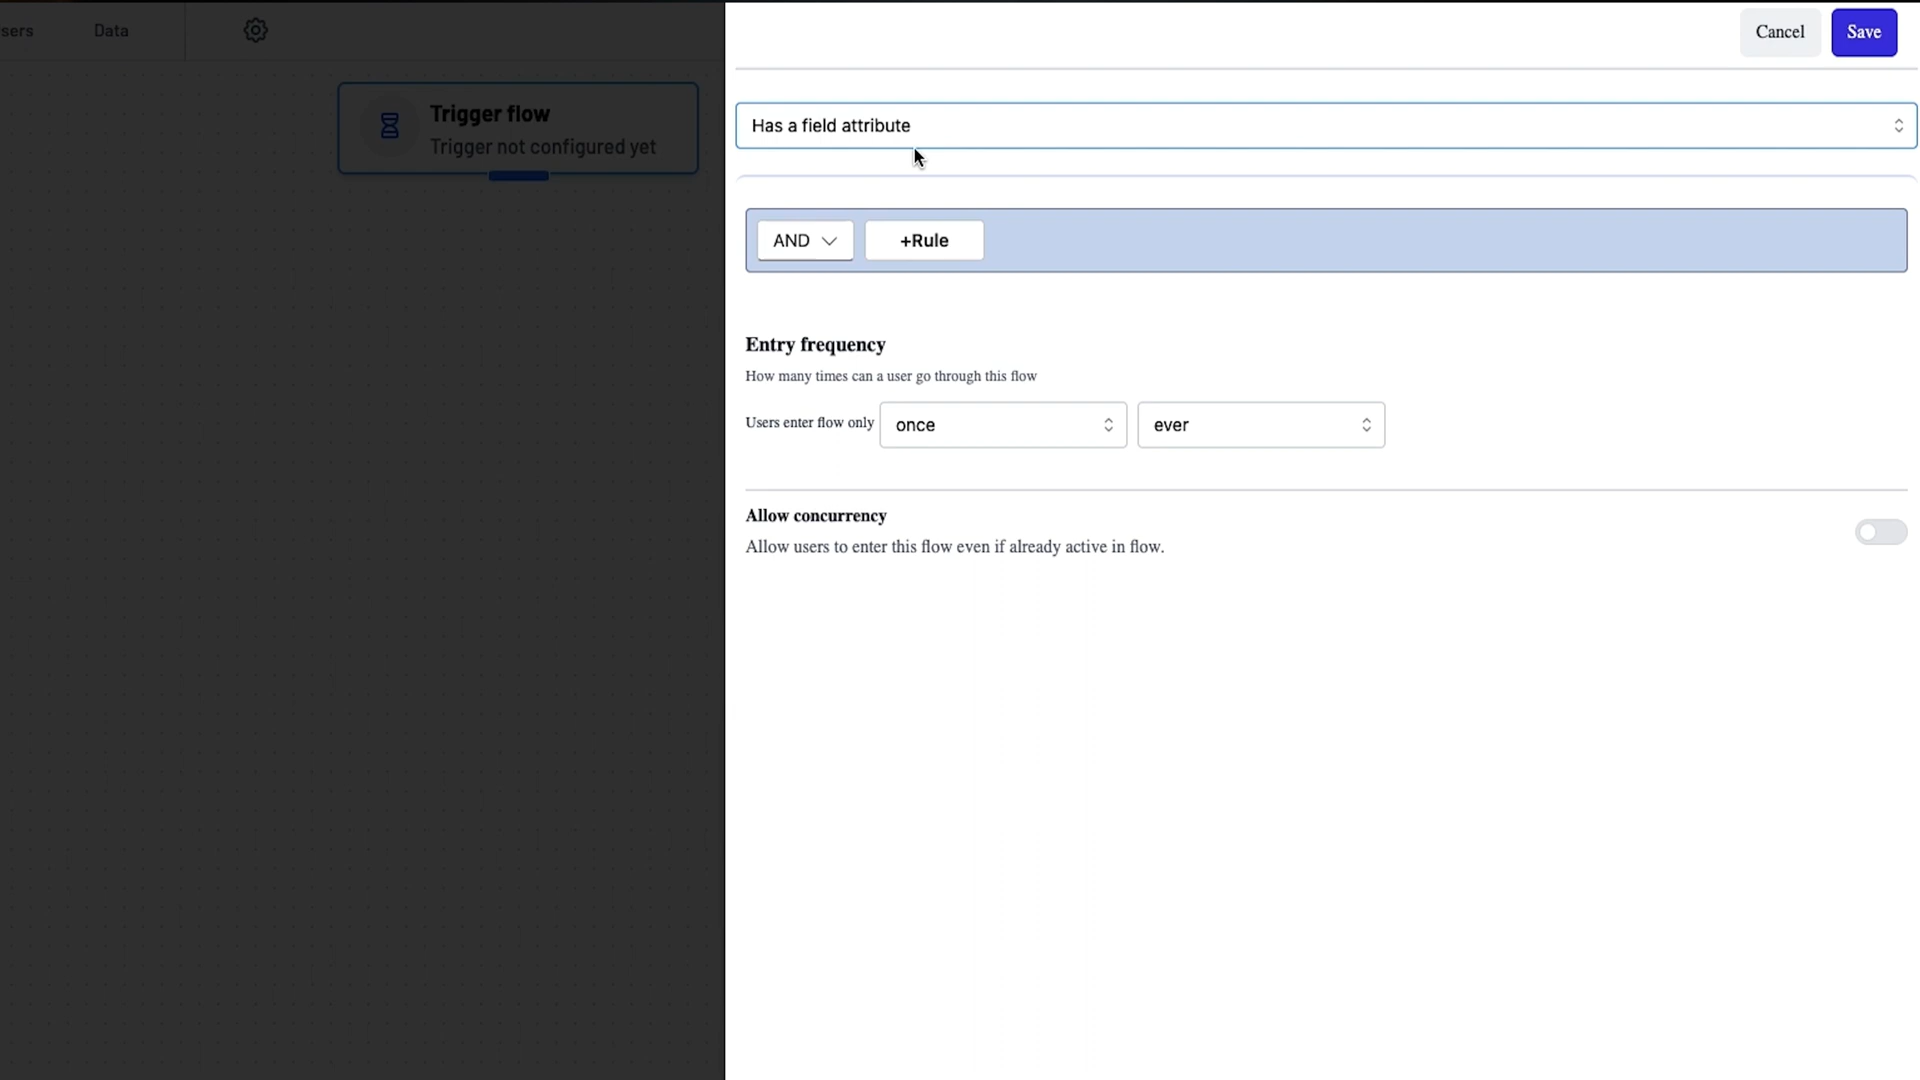 sers Data
Cancel Save
Trigger flow
Trigger not configured yet
Has a field attribute
AND +Rule
Entry frequency
How many times can a user go through this flow
Users enter flow only once ever
Allow concurrency
Allow users to enter this flow even if already active in flow.